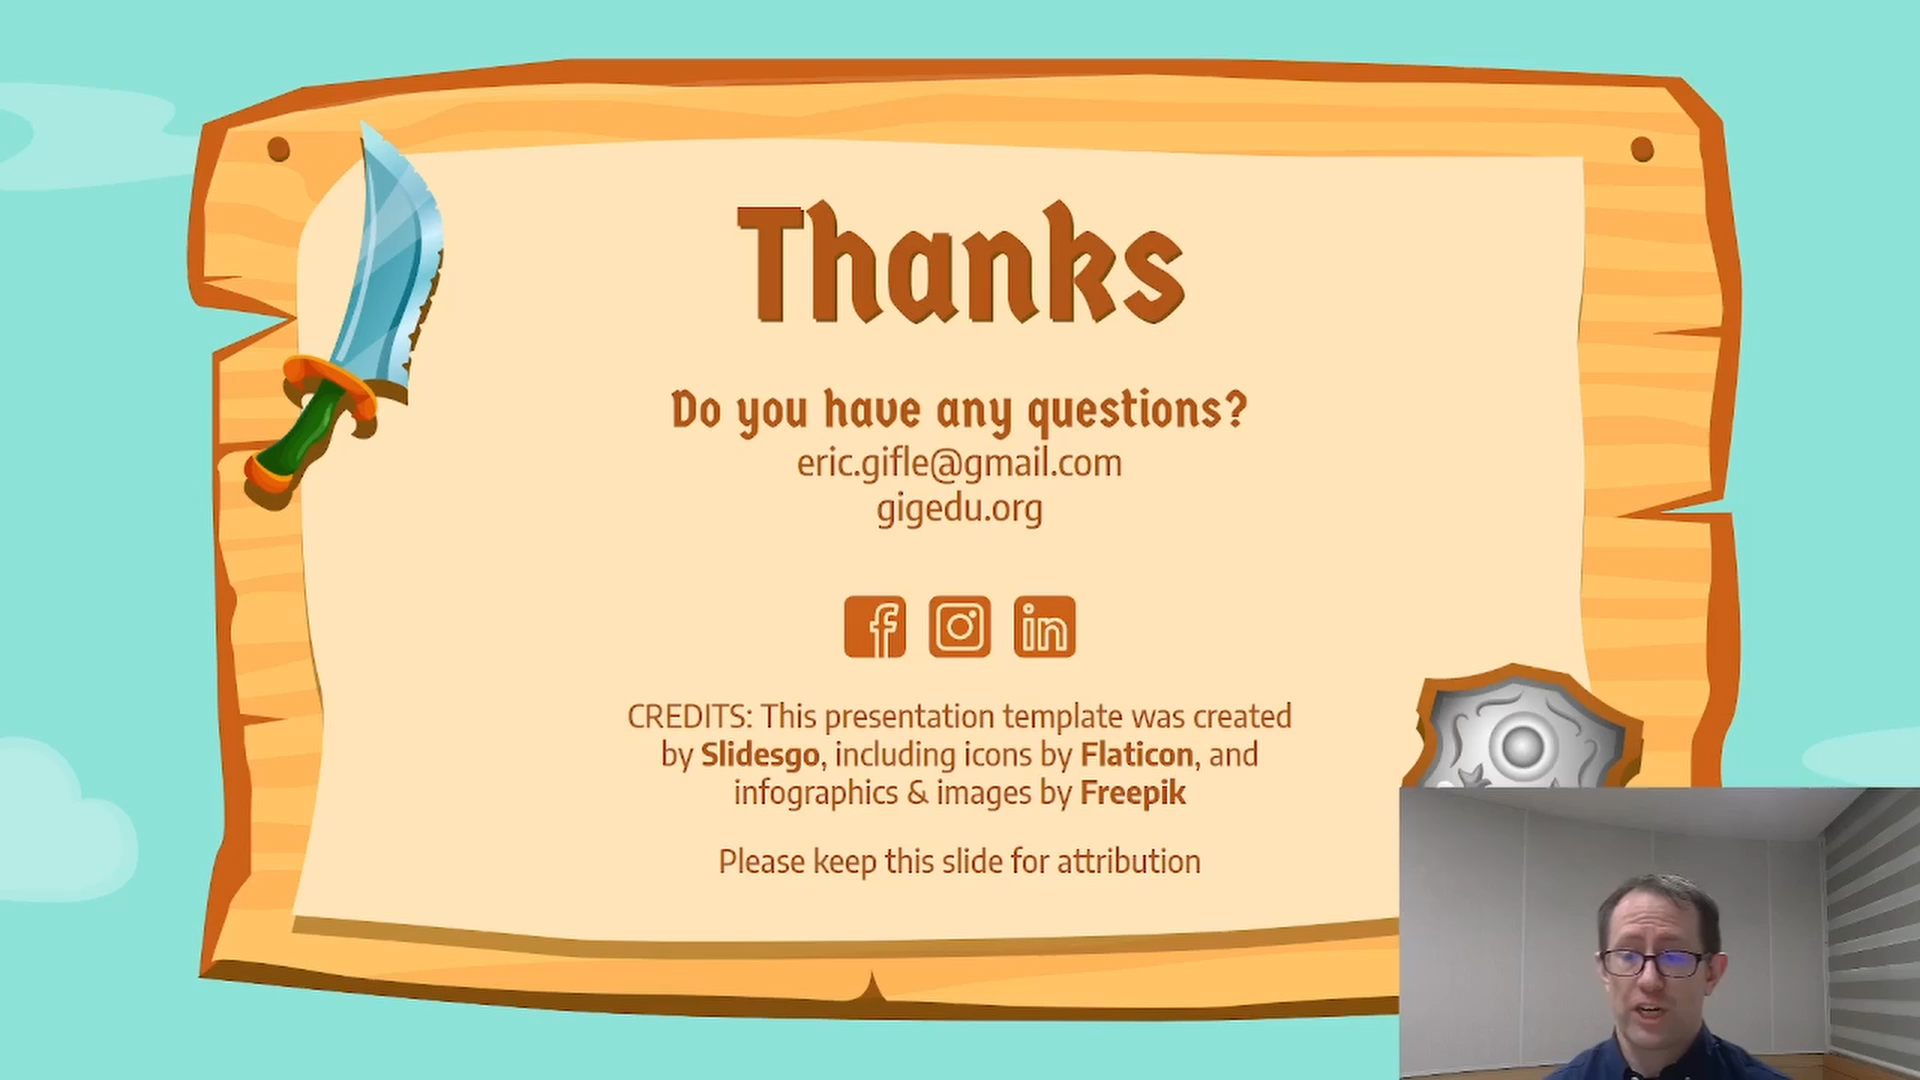 Thanks
Do you have any questions?
eric.gifle@gmail.com
gigedu.org
CREDITS: This presentation template was created
by Slidesgo, including icons by Flaticon, and
infographics & images by Freepik
Please keep this slide for attribution